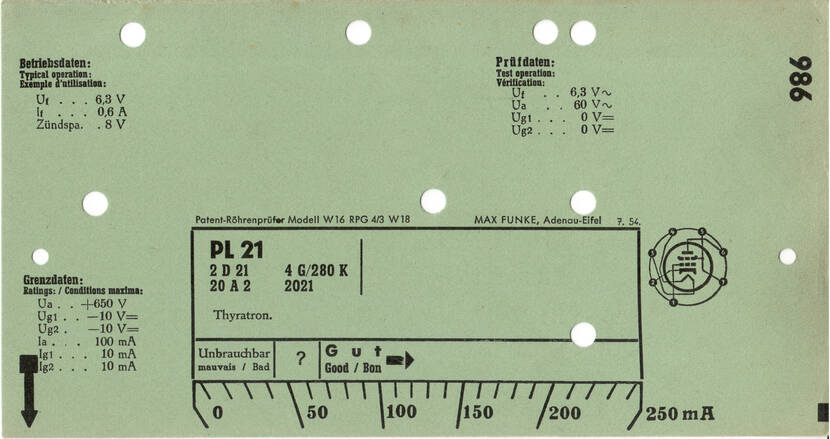 Betriebsdaten:
Typical operation:
Exemple d'utilisation:
Uf . . . 6,3 V
If . . . 0,6 A
Zündspa. . 8 V
Prüfdaten:
Test operation:
Vérification:
Uf . . 6,3 V~
Ua . . 60 V~
Ug1 . . . 0 V=
Ug2 . . . 0 V=
986
Patent-Röhrenprüfer Modell W16 RPG 4/3 W18
MAX FUNKE, Adenau-Eifel 7. 54.
PL 21
2 D 21 4 G/280 K
20 A 2 2021
Thyratron.
Grenzdaten:
Ratings: / Conditions maxima:
Ua . . +650 V
Ug1 . . —10 V=
Ug2 . —10 V=
Ia . . . 100 mA
Ig1 . . . 10 mA
Ig2 . . . 10 mA
Unbrauchbar
mauvais / Bad
?
Gut
Good / Bon
0 50 100 150 200 250 mA